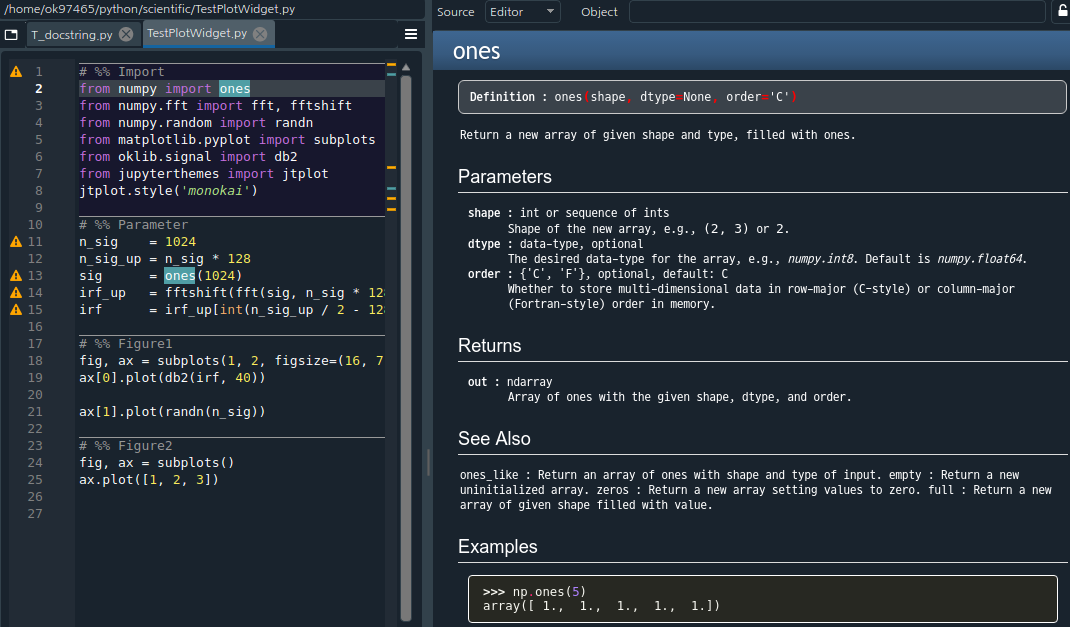 /home/ok97465/python/scientific/TestPlotWidget.py
T_docstring.py
TestPlotWidget.py
1 # %% Import
2 from numpy import ones
3 from numpy.fft import fft, fftshift
4 from numpy.random import randn
5 from matplotlib.pyplot import subplots
6 from oklib.signal import db2
7 from jupyterthemes import jtplot
8 jtplot.style('monokai')
9
10 # %% Parameter
11 n_sig    = 1024
12 n_sig_up = n_sig * 128
13 sig      = ones(1024)
14 irf_up   = fftshift(fft(sig, n_sig * 128
15 irf      = irf_up[int(n_sig_up / 2 - 128
16
17 # %% Figure1
18 fig, ax = subplots(1, 2, figsize=(16, 7
19 ax[0].plot(db2(irf, 40))
20
21 ax[1].plot(randn(n_sig))
22
23 # %% Figure2
24 fig, ax = subplots()
25 ax.plot([1, 2, 3])
26
27
Source Editor Object
ones
Definition : ones(shape, dtype=None, order='C')
Return a new array of given shape and type, filled with ones.
Parameters
shape : int or sequence of ints
Shape of the new array, e.g., (2, 3) or 2.
dtype : data-type, optional
The desired data-type for the array, e.g., numpy.int8. Default is numpy.float64.
order : {'C', 'F'}, optional, default: C
Whether to store multi-dimensional data in row-major (C-style) or column-major
(Fortran-style) order in memory.
Returns
out : ndarray
Array of ones with the given shape, dtype, and order.
See Also
ones_like : Return an array of ones with shape and type of input. empty : Return a new
uninitialized array. zeros : Return a new array setting values to zero. full : Return a new
array of given shape filled with value.
Examples
>>> np.ones(5)
array([ 1.,  1.,  1.,  1.,  1.])